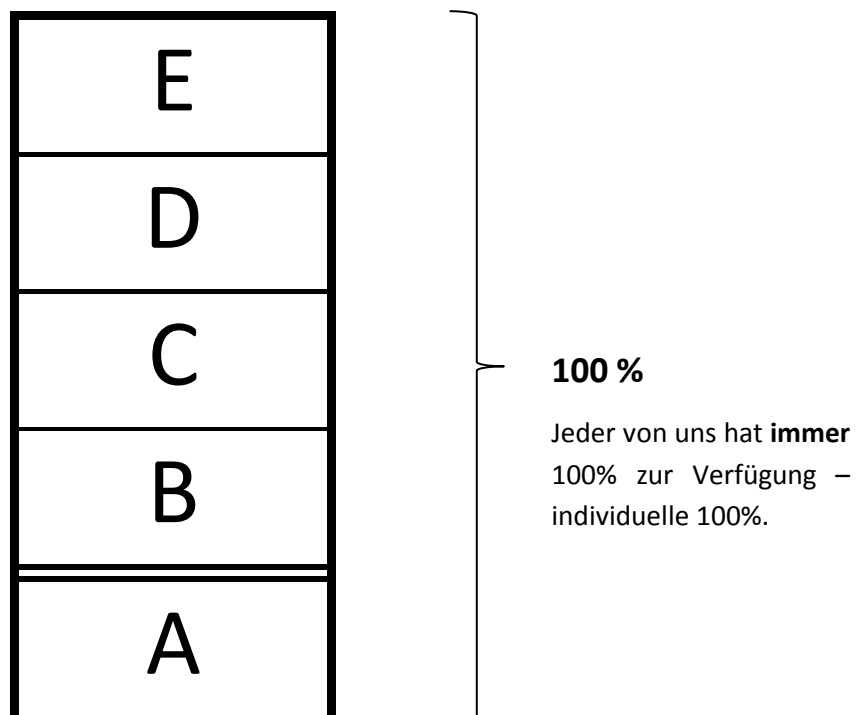 E
D
C
B
A
100 %
Jeder von uns hat immer
100% zur Verfügung –
individuelle 100%.